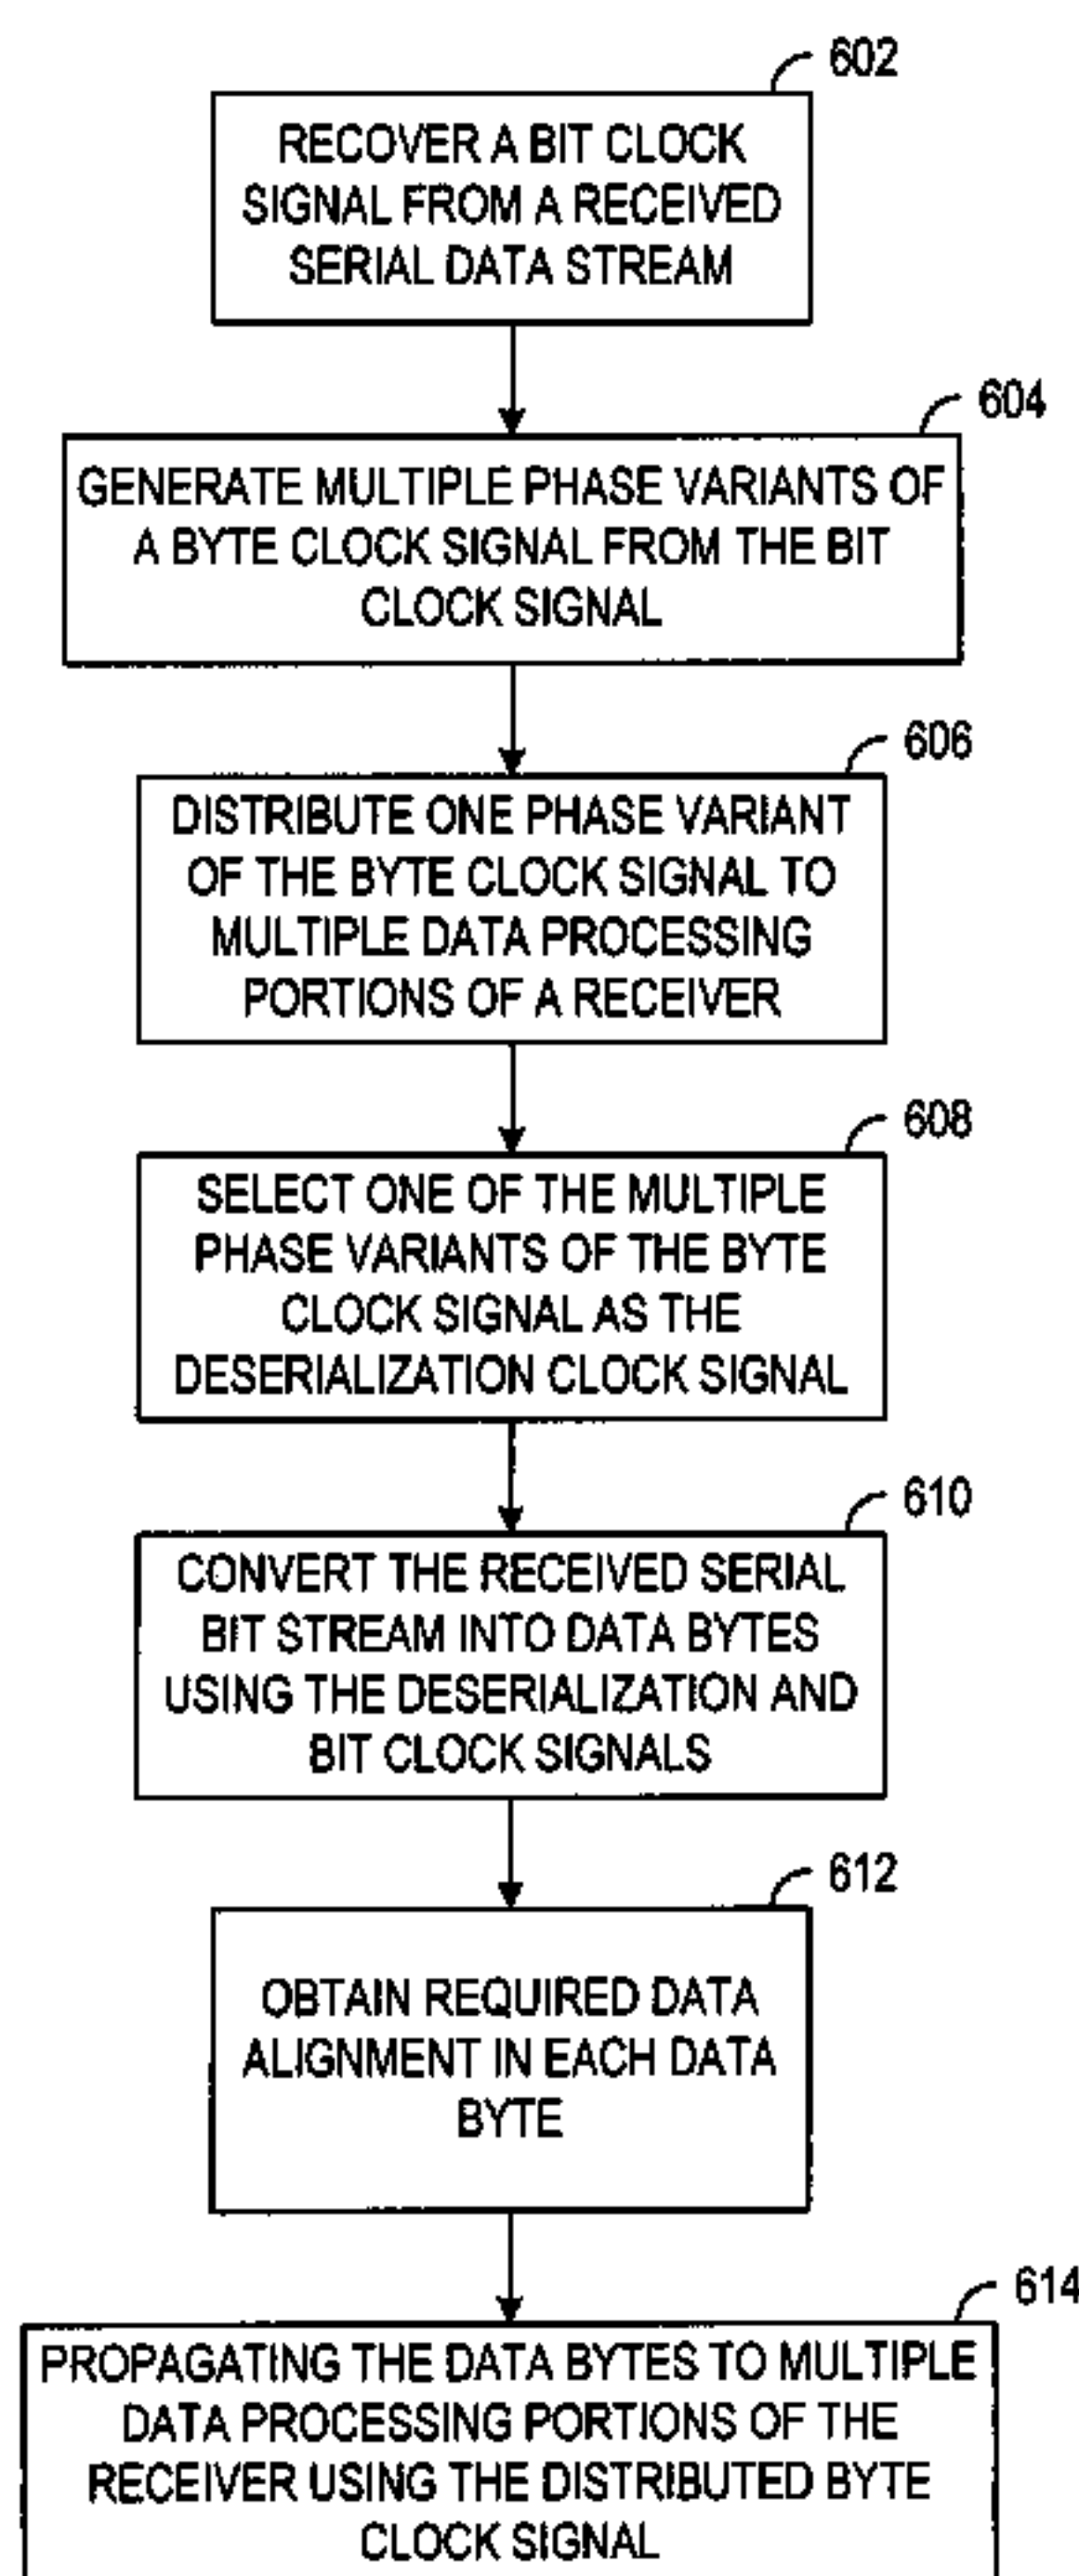 602
RECOVER A BIT CLOCK
SIGNAL FROM A RECEIVED
SERIAL DATA STREAM
604
GENERATE MULTIPLE PHASE VARIANTS OF
A BYTE CLOCK SIGNAL FROM THE BIT
CLOCK SIGNAL
606
DISTRIBUTE ONE PHASE VARIANT
OF THE BYTE CLOCK SIGNAL TO
MULTIPLE DATA PROCESSING
PORTIONS OF A RECEIVER
608
SELECT ONE OF THE MULTIPLE
PHASE VARIANTS OF THE BYTE
CLOCK SIGNAL AS THE
DESERIALIZATION CLOCK SIGNAL
610
CONVERT THE RECEIVED SERIAL
BIT STREAM INTO DATA BYTES
USING THE DESERIALIZATION AND
BIT CLOCK SIGNALS
612
OBTAIN REQUIRED DATA
ALIGNMENT IN EACH DATA
BYTE
614
PROPAGATING THE DATA BYTES TO MULTIPLE
DATA PROCESSING PORTIONS OF THE
RECEIVER USING THE DISTRIBUTED BYTE
CLOCK SIGNAL